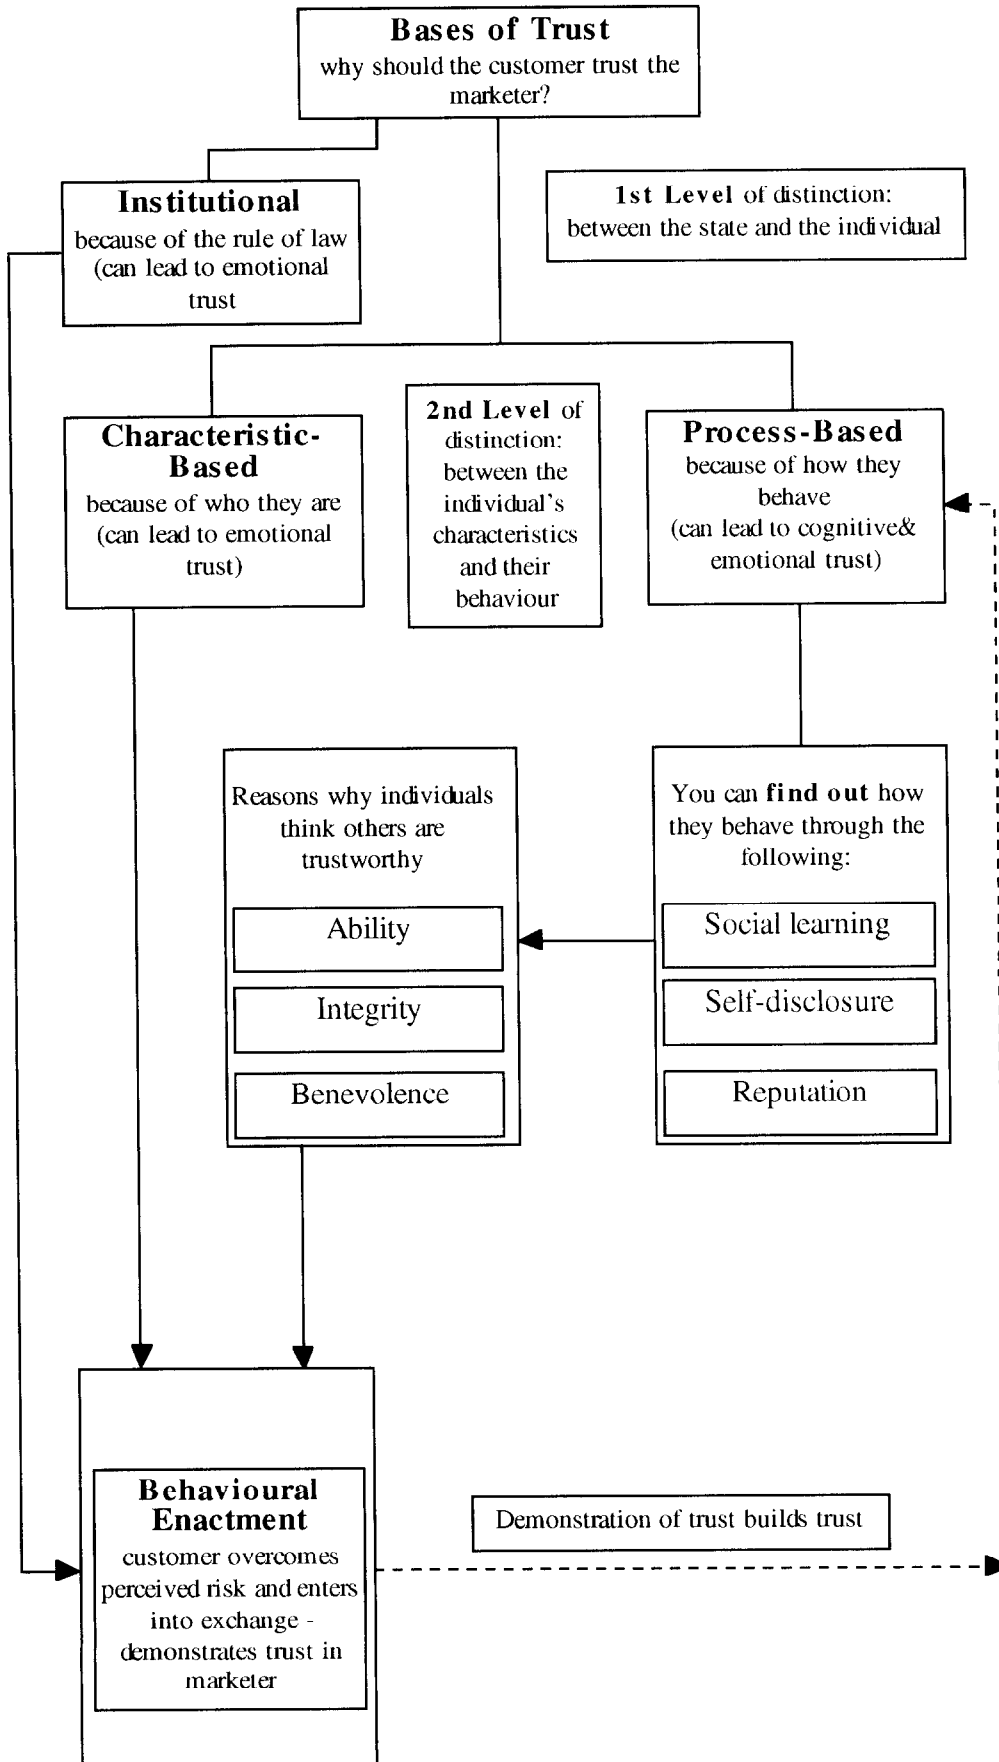 Bases of Trust
why should the customer trust the
marketer?
Institutional
because of the rule of law
(can lead to emotional
trust
1st Level of distinction:
between the state and the individual
Characteristic-
Based
because of who they are
(can lead to emotional
trust)
2nd Level of
distinction:
between the
individual's
characteristics
and their
behaviour
Process-Based
because of how they
behave
(can lead to cognitive&
emotional trust)
Reasons why individuals
think others are
trustworthy
Ability
Integrity
Benevolence
You can find out how
they behave through the
following:
Social learning
Self-disclosure
Reputation
Behavioural
Enactment
customer overcomes
perceived risk and enters
into exchange -
demonstrates trust in
marketer
Demonstration of trust builds trust